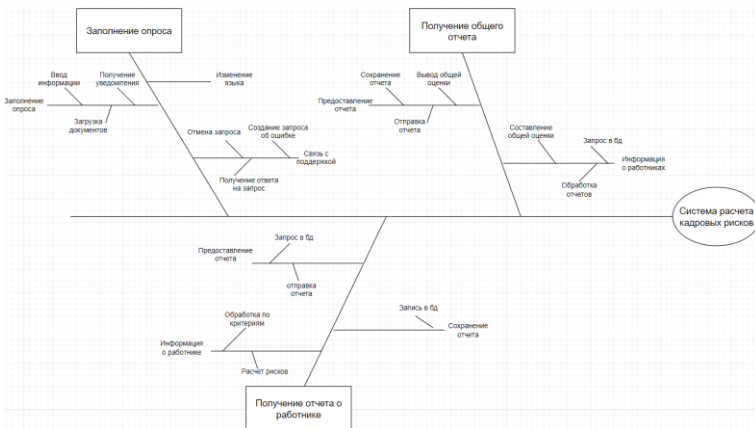 Заполнение опроса
Получение общего
отчета
Ввод
информации
Получение
уведомления
Изменение
языка
Заполнение
опроса
Загрузка
документов
Сохранение
отчета
Вывод общей
оценки
Предоставление
отчета
Отправка
отчета
Отмена запроса
Создание запроса
об ошибке
Связь с
поддержкой
Получение ответа
на запрос
Составление
общей оценки
Запрос в бд
Информация
о работниках
Обработка
отчетов
Система расчета
кадровых рисков
Предоставление
отчета
Запрос в бд
отправка
отчета
Обработка по
критериям
Информация
о работнике
Расчет рисков
Запись в бд
Сохранение
отчета
Получение отчета о
работнике